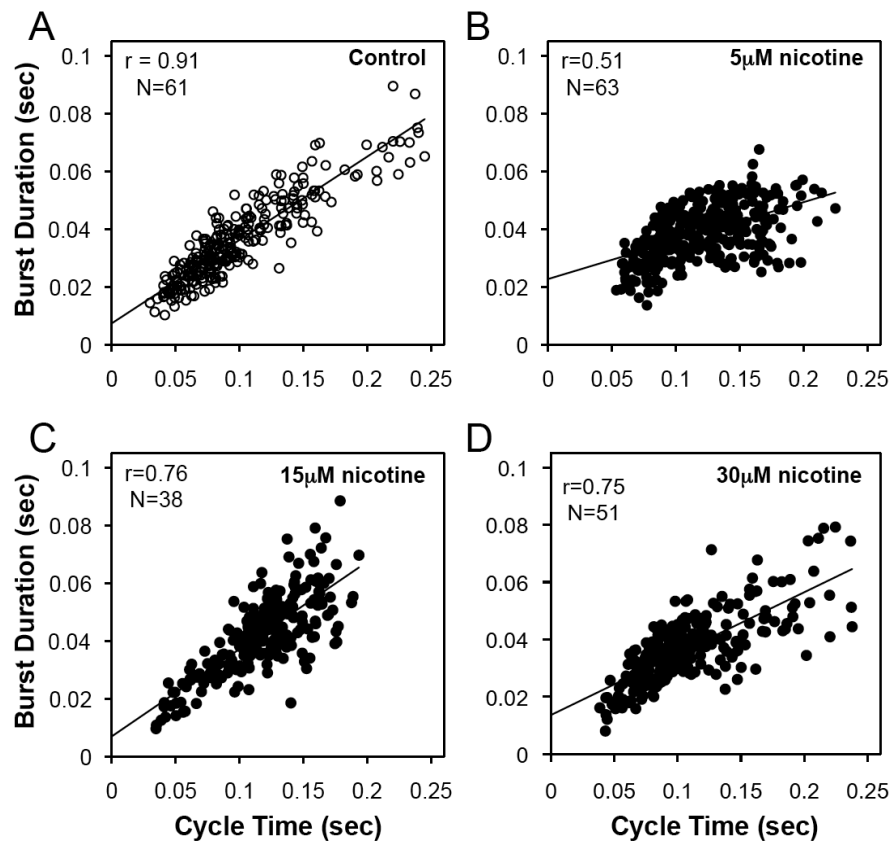 A
Control
r = 0.91
N=61
Burst Duration (sec)
0.1
0.08
0.06
0.04
0.02
0
0 0.05 0.1 0.15 0.2 0.25
B
5μM nicotine
r=0.51
N=63
0.1
0.08
0.06
0.04
0.02
0
0 0.05 0.1 0.15 0.2 0.25
C
15μM nicotine
r=0.76
N=38
Burst Duration (sec)
0.1
0.08
0.06
0.04
0.02
0
0 0.05 0.1 0.15 0.2 0.25
Cycle Time (sec)
D
30μM nicotine
r=0.75
N=51
0.1
0.08
0.06
0.04
0.02
0
0 0.05 0.1 0.15 0.2 0.25
Cycle Time (sec)